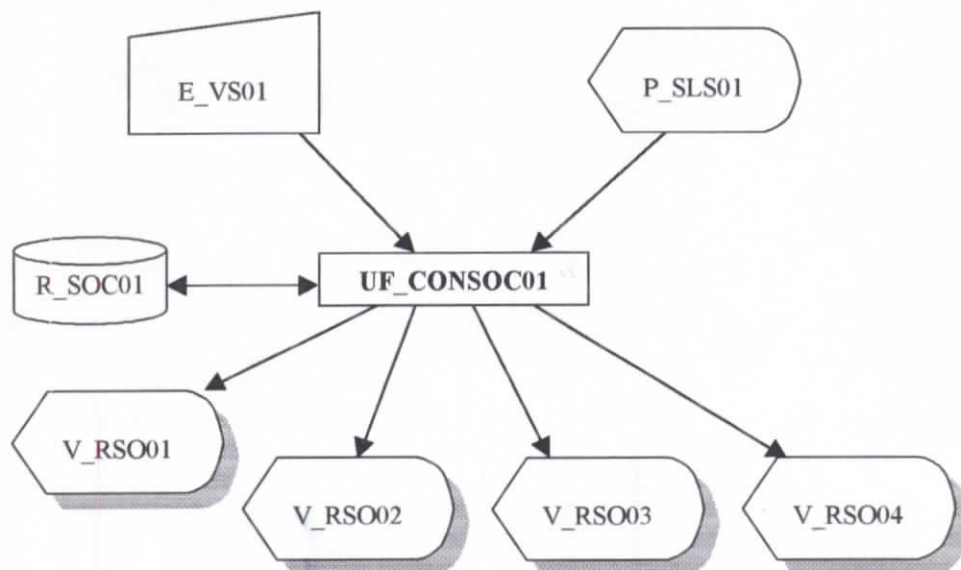 E_VS01
P_SLS01
R_SOC01
UF_CONSOC01
V_RSO01
V_RSO02
V_RSO03
V_RSO04